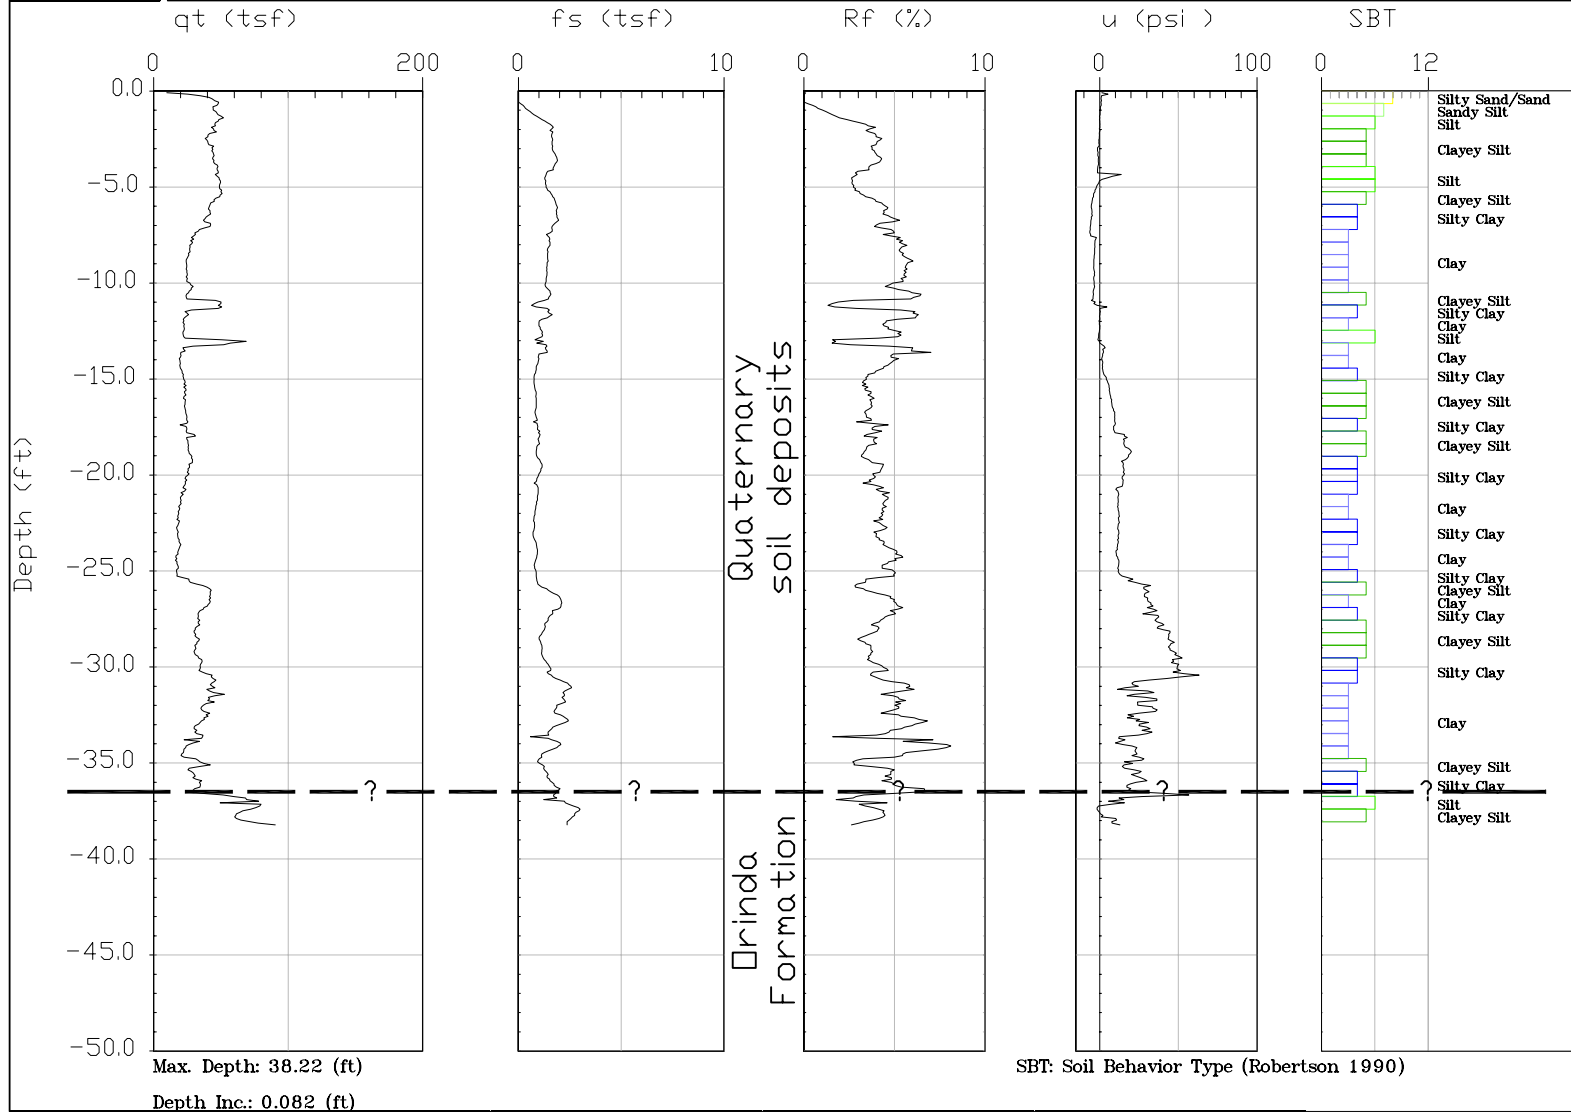 qt (tsf)
fs (tsf)
Rf (%)
u (psi )
SBT
0
200
0
10
0
10
0
100
0
12
Depth (ft)
0.0
-5.0
-10.0
-15.0
-20.0
-25.0
-30.0
-35.0
-40.0
-45.0
-50.0
Quaternary
soil deposits
Orinda
Formation
?
?
?
?
?
Silty Sand/Sand
Sandy Silt
Silt
Clayey Silt
Silt
Clayey Silt
Silty Clay
Clay
Clayey Silt
Silty Clay
Clay
Silt
Clay
Silty Clay
Clayey Silt
Silty Clay
Clayey Silt
Silty Clay
Clay
Silty Clay
Clay
Silty Clay
Clayey Silt
Clay
Silty Clay
Clayey Silt
Silty Clay
Clay
Clayey Silt
Silty Clay
Silt
Clayey Silt
Max. Depth: 38.22 (ft)
Depth Inc.: 0.082 (ft)
SBT: Soil Behavior Type (Robertson 1990)